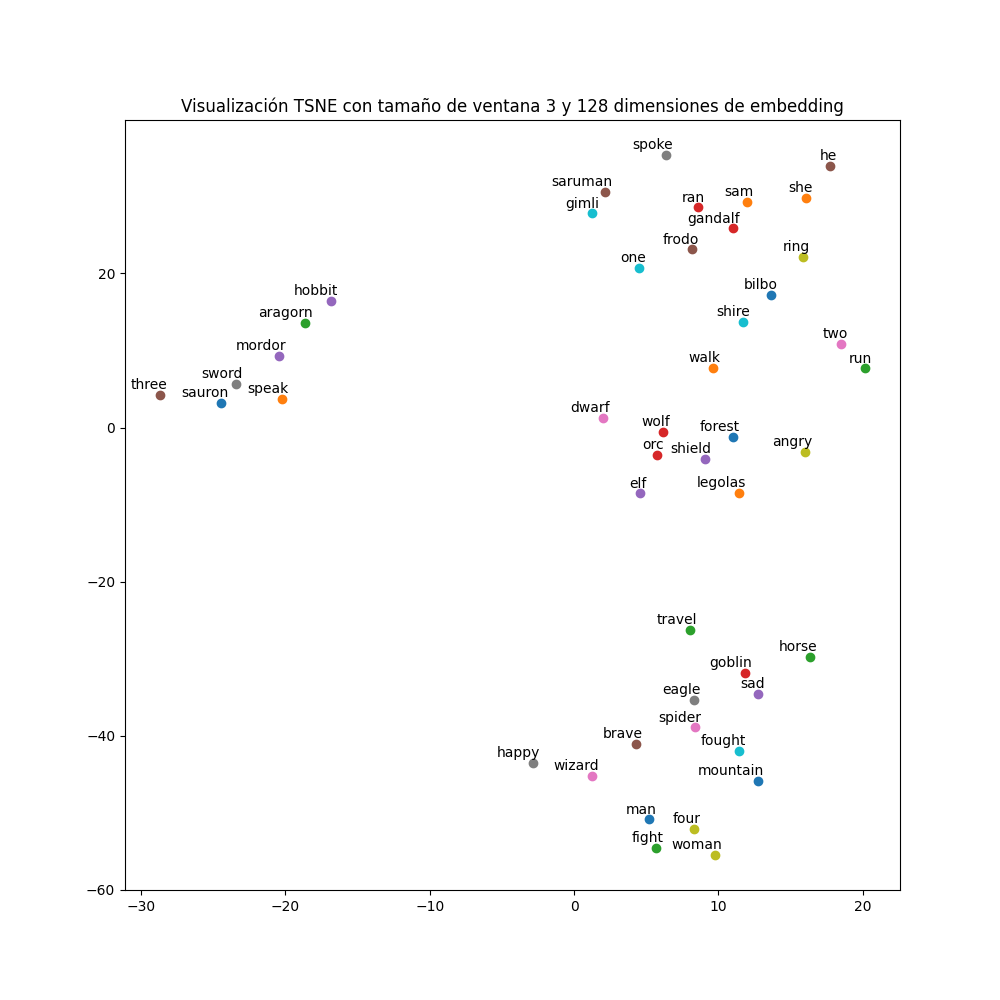 Visualización TSNE con tamaño de ventana 3 y 128 dimensiones de embedding
spoke
he
saruman
she
sam
ran
gimli
gandalf
frodo
ring
one
20
hobbit
bilbo
aragorn
shire
two
mordor
run
walk
sword
three
sauron
speak
dwarf
wolf
forest
0
orc
shield
angry
elf
legolas
−20
travel
horse
goblin
sad
eagle
spider
brave
fought
−40
happy
wizard
mountain
man
four
fight
woman
−60
−30
−20
−10
0
10
20